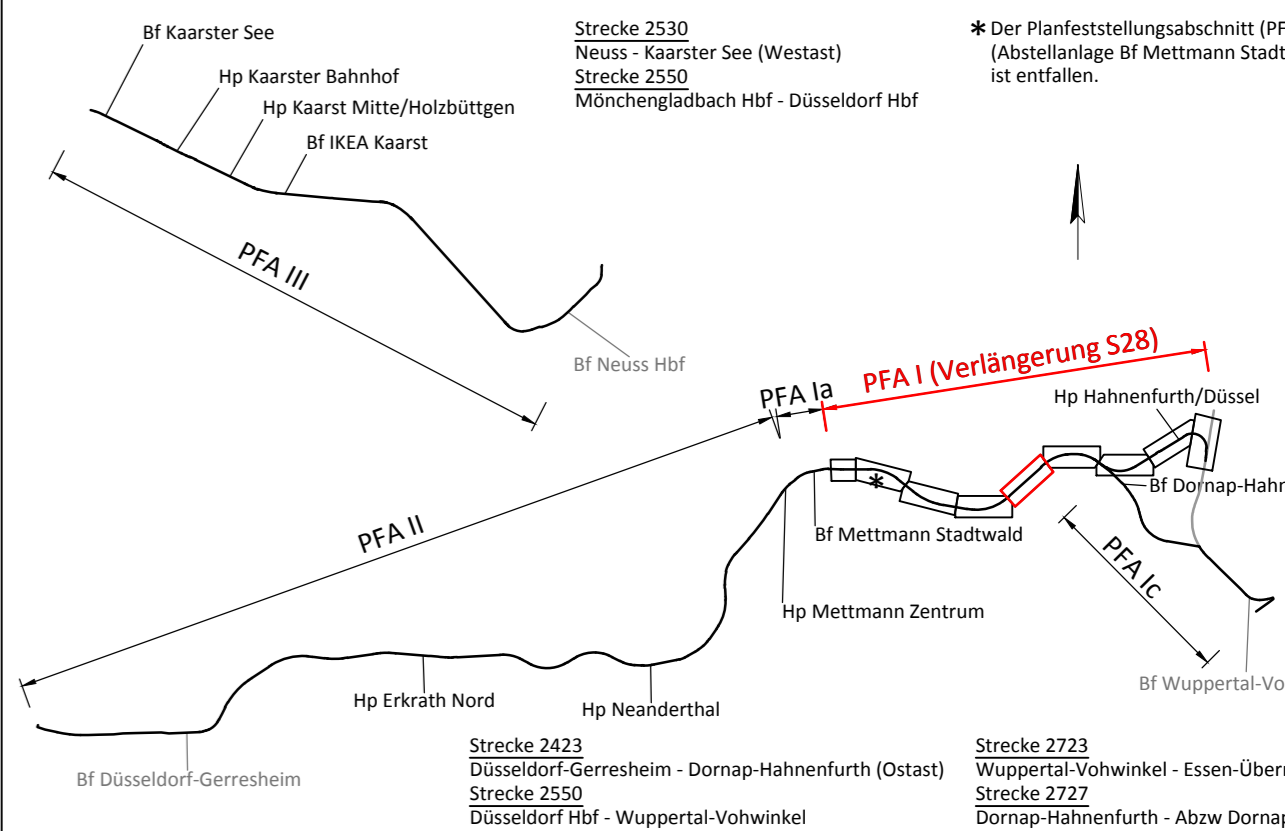 Bf Kaarster See
Hp Kaarster Bahnhof
Hp Kaarst Mitte/Holzbüttgen
Bf IKEA Kaarst
Strecke 2530
Neuss - Kaarster See (Westast)
Strecke 2550
Mönchengladbach Hbf - Düsseldorf Hbf
* Der Planfeststellungsabschnitt (PF
(Abstellanlage Bf Mettmann Stadt
ist entfallen.
PFA III
Bf Neuss Hbf
PFA Ia
PFA I (Verlängerung S28)
Hp Hahnenfurth/Düssel
*
Bf Dornap-Hahn
Bf Mettmann Stadtwald
PFA II
PFA Ic
Hp Mettmann Zentrum
Bf Wuppertal-Vo
Hp Erkrath Nord
Hp Neanderthal
Bf Düsseldorf-Gerresheim
Strecke 2423
Düsseldorf-Gerresheim - Dornap-Hahnenfurth (Ostast)
Strecke 2550
Düsseldorf Hbf - Wuppertal-Vohwinkel
Strecke 2723
Wuppertal-Vohwinkel - Essen-Überr
Strecke 2727
Dornap-Hahnenfurth - Abzw Dornap